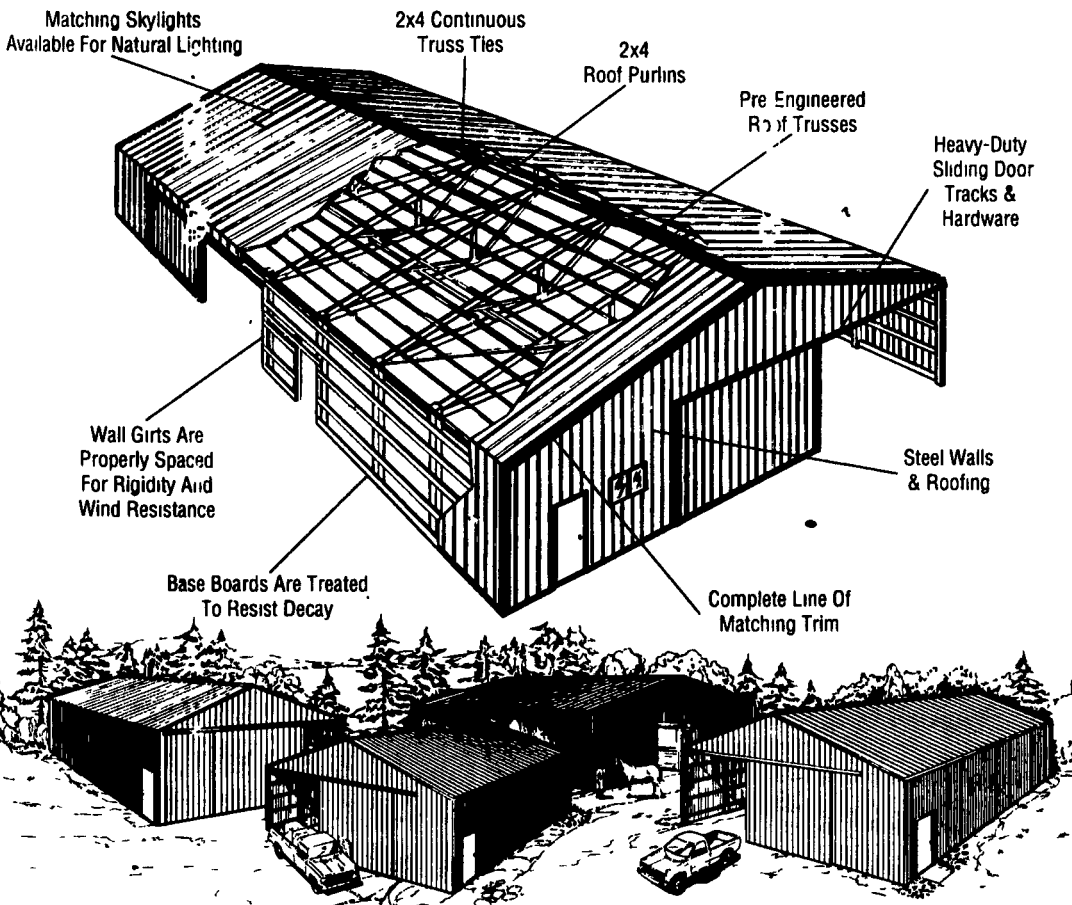 Matching Skylights
Available For Natural Lighting
2x4 Continuous
Truss Ties
2x4
Roof Purlins
Pre Engineered
Roof Trusses
Heavy-Duty
Sliding Door
Tracks &
Hardware
Wall Girts Are
Properly Spaced
For Rigidity And
Wind Resistance
Steel Walls
& Roofing
Base Boards Are Treated
To Resist Decay
Complete Line Of
Matching Trim